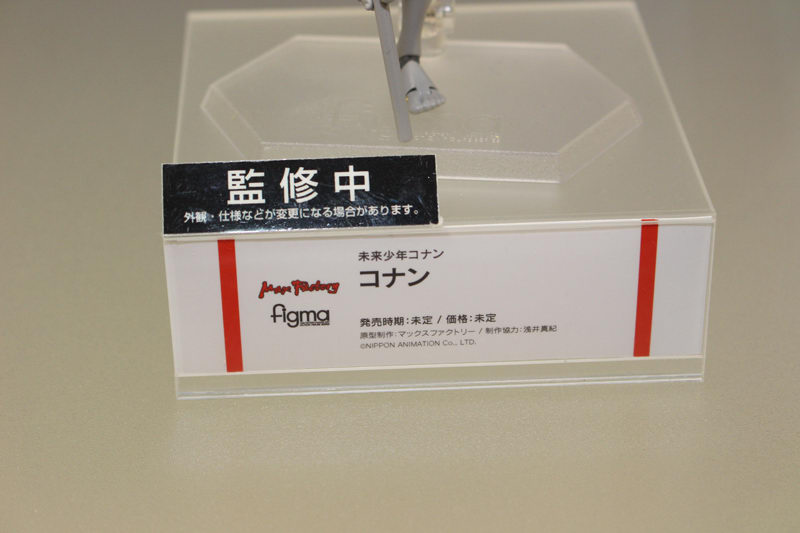 監修中
外観・仕様などが変更になる場合があります。
未来少年コナン
コナン
Max Factory
figma
発売時期：未定 / 価格：未定
原型制作：マックスファクトリー / 制作協力：浅井真紀
©NIPPON ANIMATION Co., LTD.